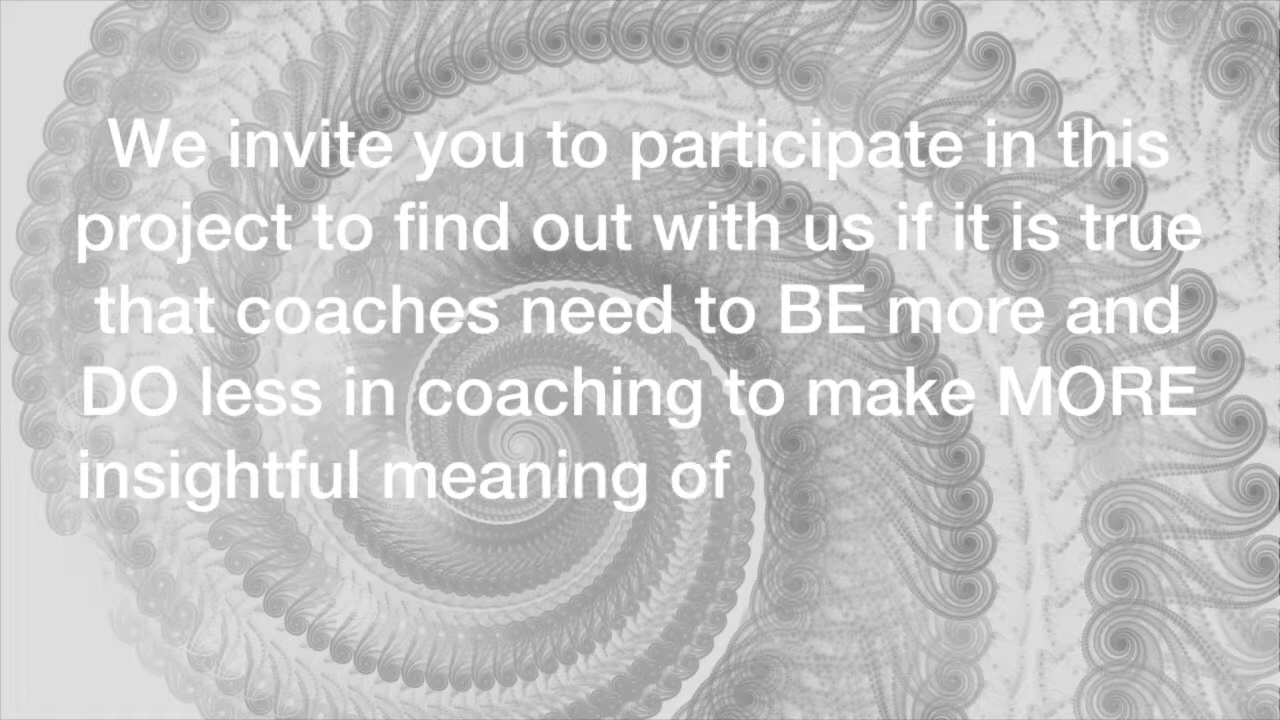 We invite you to participate in this
project to find out with us if it is true
that coaches need to BE more and
DO less in coaching to make MORE
insightful meaning of